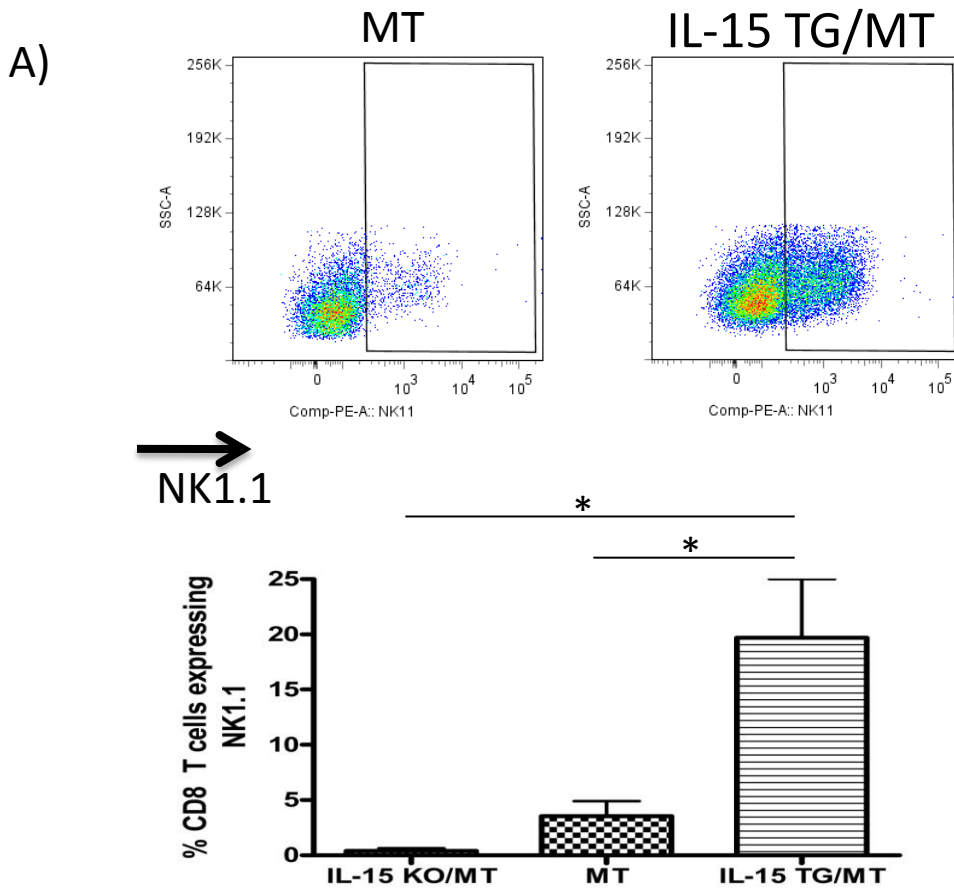 A)
MT
IL-15 TG/MT
256K
192K
128K
64K
SSC-A
0 10^3 10^4 10^5
Comp-PE-A:: NK11
256K
192K
128K
64K
SSC-A
0 10^3 10^4 10^5
Comp-PE-A:: NK11
NK1.1
*
*
% CD8 T cells expressing
NK1.1
25
20
15
10
5
0
IL-15 KO/MT MT IL-15 TG/MT